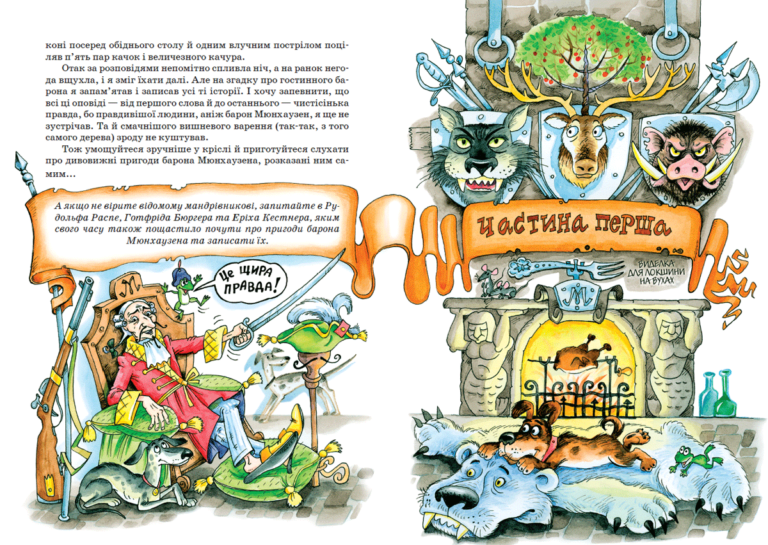 коні посеред обіднього столу й одним влучним пострілом поці-
ляв п’ять пар качок і величезного качура.
Отак за розповідями непомітно спливла ніч, а на ранок него-
да вщухла, і я зміг їхати далі. Але на згадку про гостинного ба-
рона я запам’ятав і записав усі ті історії. І хочу запевнити, що
всі ці оповіді — від першого слова й до останнього — чистісінька
правда, бо правдивішої людини, аніж барон Мюнхаузен, я ще не
зустрічав. Та й смачнішого вишневого варення (так-так, з того
самого дерева) зроду не куштував.
Тож умощуйтеся зручніше у кріслі й приготуйтеся слухати
про дивовижні пригоди барона Мюнхаузена, розказані ним са-
мим...
А якщо не вірите відомому мандрівникові, запитайте в Ру-
дольфа Распе, Готфріда Бюргера та Еріха Кестнера, яким
свого часу також пощастило почути про пригоди барона
Мюнхаузена та записати їх.
Це ЩИРА
ПРАВДА!
М
ЧАСТИНА ПЕРША
ВИДЕЛКА
ДЛЯ ЛОКШИНИ
НА ВУХАХ
М